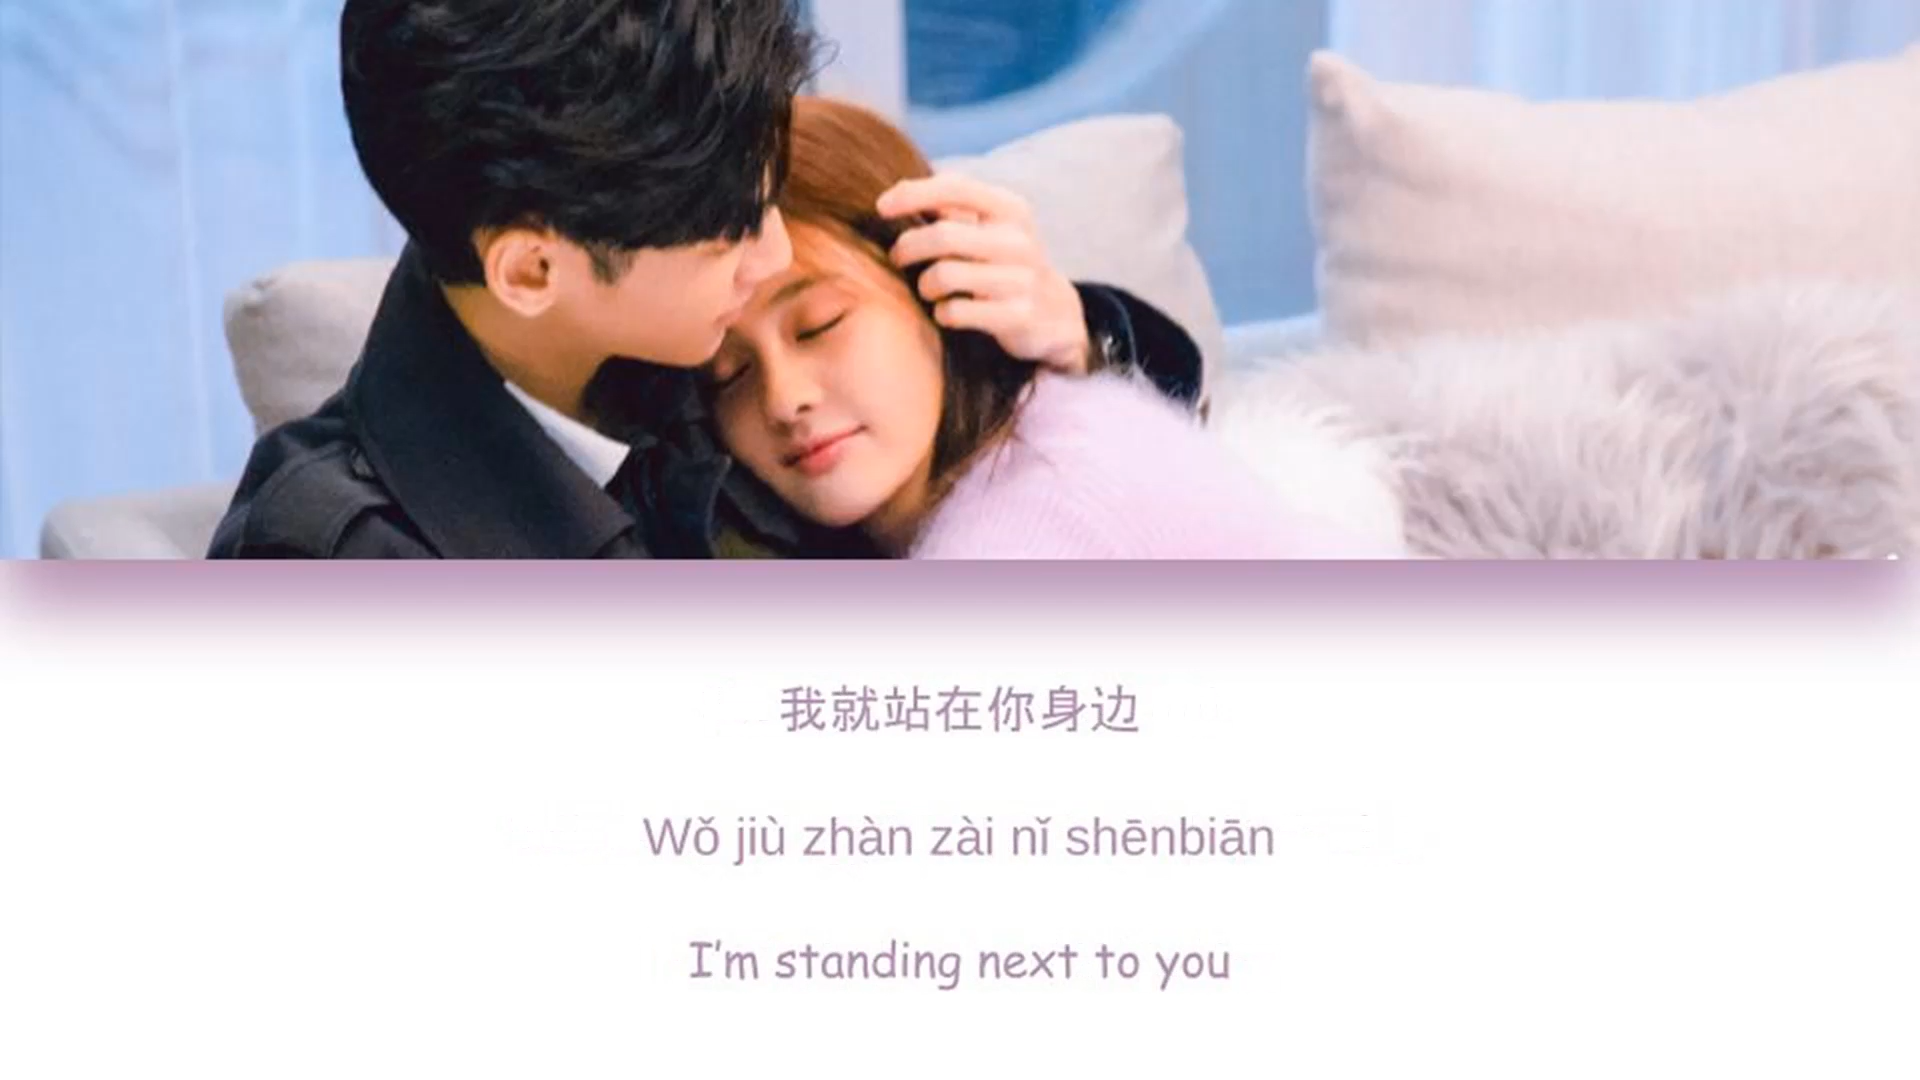 我就站在你身边
Wǒ jiù zhàn zài nǐ shēnbiān
I'm standing next to you